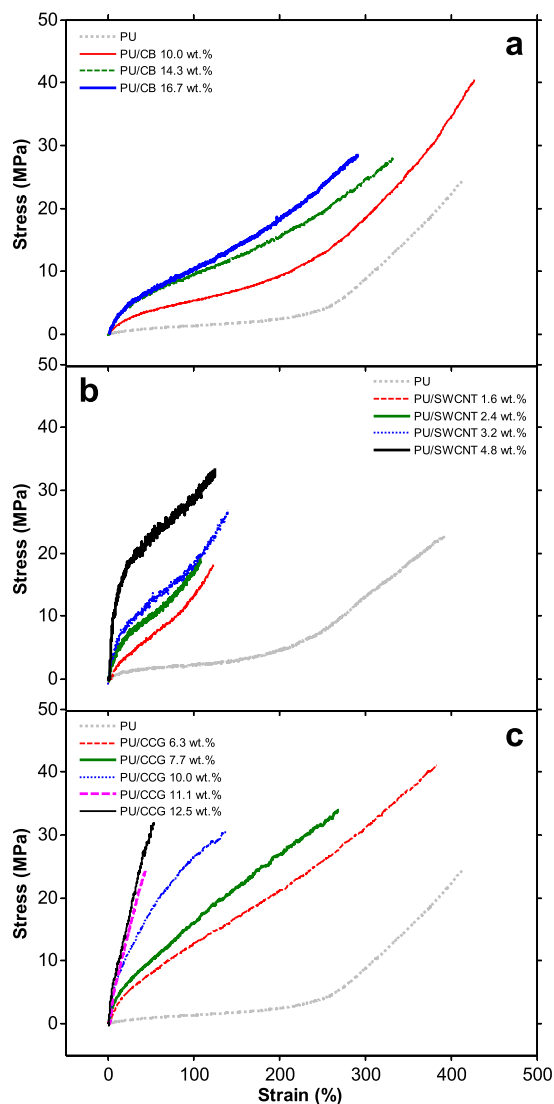 50
PU
PU/CB 10.0 wt.%
PU/CB 14.3 wt.%
PU/CB 16.7 wt.%
a
40
30
20
10
0
Stress (MPa)
50
b
PU
PU/SWCNT 1.6 wt.%
PU/SWCNT 2.4 wt.%
PU/SWCNT 3.2 wt.%
PU/SWCNT 4.8 wt.%
40
30
20
10
0
Stress (MPa)
50
PU
PU/CCG 6.3 wt.%
PU/CCG 7.7 wt.%
PU/CCG 10.0 wt.%
PU/CCG 11.1 wt.%
PU/CCG 12.5 wt.%
c
40
30
20
10
0
Stress (MPa)
0 100 200 300 400 500
Strain (%)